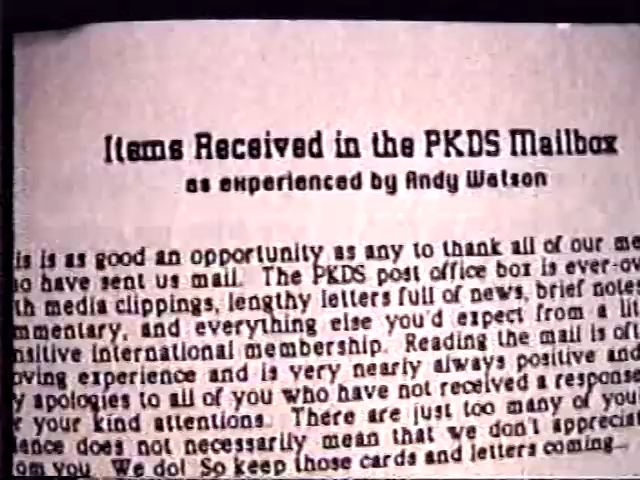 Items Received in the PKDS Mailbox
as experienced by Andy Watson
is is as good an opportunity as any to thank all of our me
o have sent us mail. The PKDS post office box is ever-ov
th media clippings, lengthy letters full of news, brief notes
mmentary, and everything else you'd expect from a lit
nsitive international membership. Reading the mail is oft
oving experience and is very nearly always positive and
y apologies to all of you who have not received a response
r your kind attentions. There are just too many of you
lence does not necessarily mean that we don't appreciat
om you. We do! So keep those cards and letters coming...